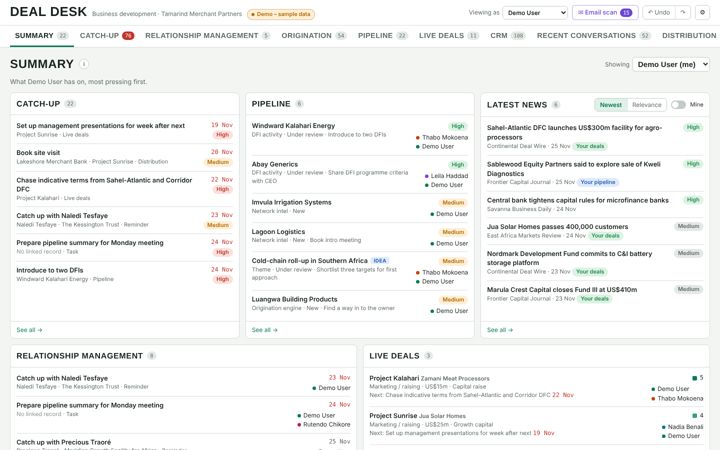 DEAL DESK Business development · Tamarind Merchant Partners Demo – sample data Viewing as Demo User Email scan 15 Undo
SUMMARY 22 CATCH-UP 76 RELATIONSHIP MANAGEMENT 5 ORIGINATION 54 PIPELINE 22 LIVE DEALS 11 CRM 108 RECENT CONVERSATIONS 52 DISTRIBUTION
SUMMARY i Showing Demo User (me)
What Demo User has on, most pressing first.
CATCH-UP 22
Set up management presentations for week after next 19 Nov
Project Sunrise · Live deals High
Book site visit 20 Nov
Lakeshore Merchant Bank · Project Sunrise · Distribution Medium
Chase indicative terms from Sahel-Atlantic and Corridor DFC 22 Nov
Project Kalahari · Live deals High
Catch up with Naledi Tesfaye 23 Nov
Naledi Tesfaye · The Kessington Trust · Reminder Medium
Prepare pipeline summary for Monday meeting 24 Nov
No linked record · Task High
Introduce to two DFIs 24 Nov
Windward Kalahari Energy · Pipeline High
See all →
PIPELINE 6
Windward Kalahari Energy High
DFI activity · Under review · Introduce to two DFIs Thabo Mokoena
Demo User
Abay Generics High
DFI activity · Under review · Share DFI programme criteria with CEO Leila Haddad
Demo User
Imvula Irrigation Systems Medium
Network intel · New Demo User
Lagoon Logistics Medium
Network intel · New · Book intro meeting Demo User
Cold-chain roll-up in Southern Africa IDEA Medium
Theme · Under review · Shortlist three targets for first approach Thabo Mokoena
Demo User
Luangwa Building Products Medium
Origination engine · New · Find a way in to the owner Demo User
See all →
LATEST NEWS 6 Newest Relevance Mine
Sahel-Atlantic DFC launches US$300m facility for agro-processors High
Continental Deal Wire · 25 Nov Your deals
Sablewood Equity Partners said to explore sale of Kweli Diagnostics High
Frontier Capital Journal · 25 Nov Your pipeline
Central bank tightens capital rules for microfinance banks High
Savanna Business Daily · 24 Nov
Jua Solar Homes passes 400,000 customers Medium
East Africa Markets Review · 24 Nov Your deals
Nordmark Development Fund commits to C&I battery storage platform Medium
Continental Deal Wire · 23 Nov Your deals
Marula Crest Capital closes Fund III at US$410m Medium
Frontier Capital Journal · 23 Nov Your deals
See all →
RELATIONSHIP MANAGEMENT 8
Catch up with Naledi Tesfaye 23 Nov
Naledi Tesfaye · The Kessington Trust · Reminder Demo User
Prepare pipeline summary for Monday meeting 24 Nov
No linked record · Task Demo User
Rutendo Chikore
Catch up with Precious Traoré 25 Nov
LIVE DEALS 3
Project Kalahari Zamani Meat Processors 5
Marketing / raising · US$15m · Capital raise Demo User
Next: Chase indicative terms from Sahel-Atlantic and Corridor DFC 22 Nov Thabo Mokoena
Project Sunrise Jua Solar Homes 4
Marketing / raising · US$25m · Growth capital Nadia Benali
Next: Set up management presentations for week after next 19 Nov Demo User